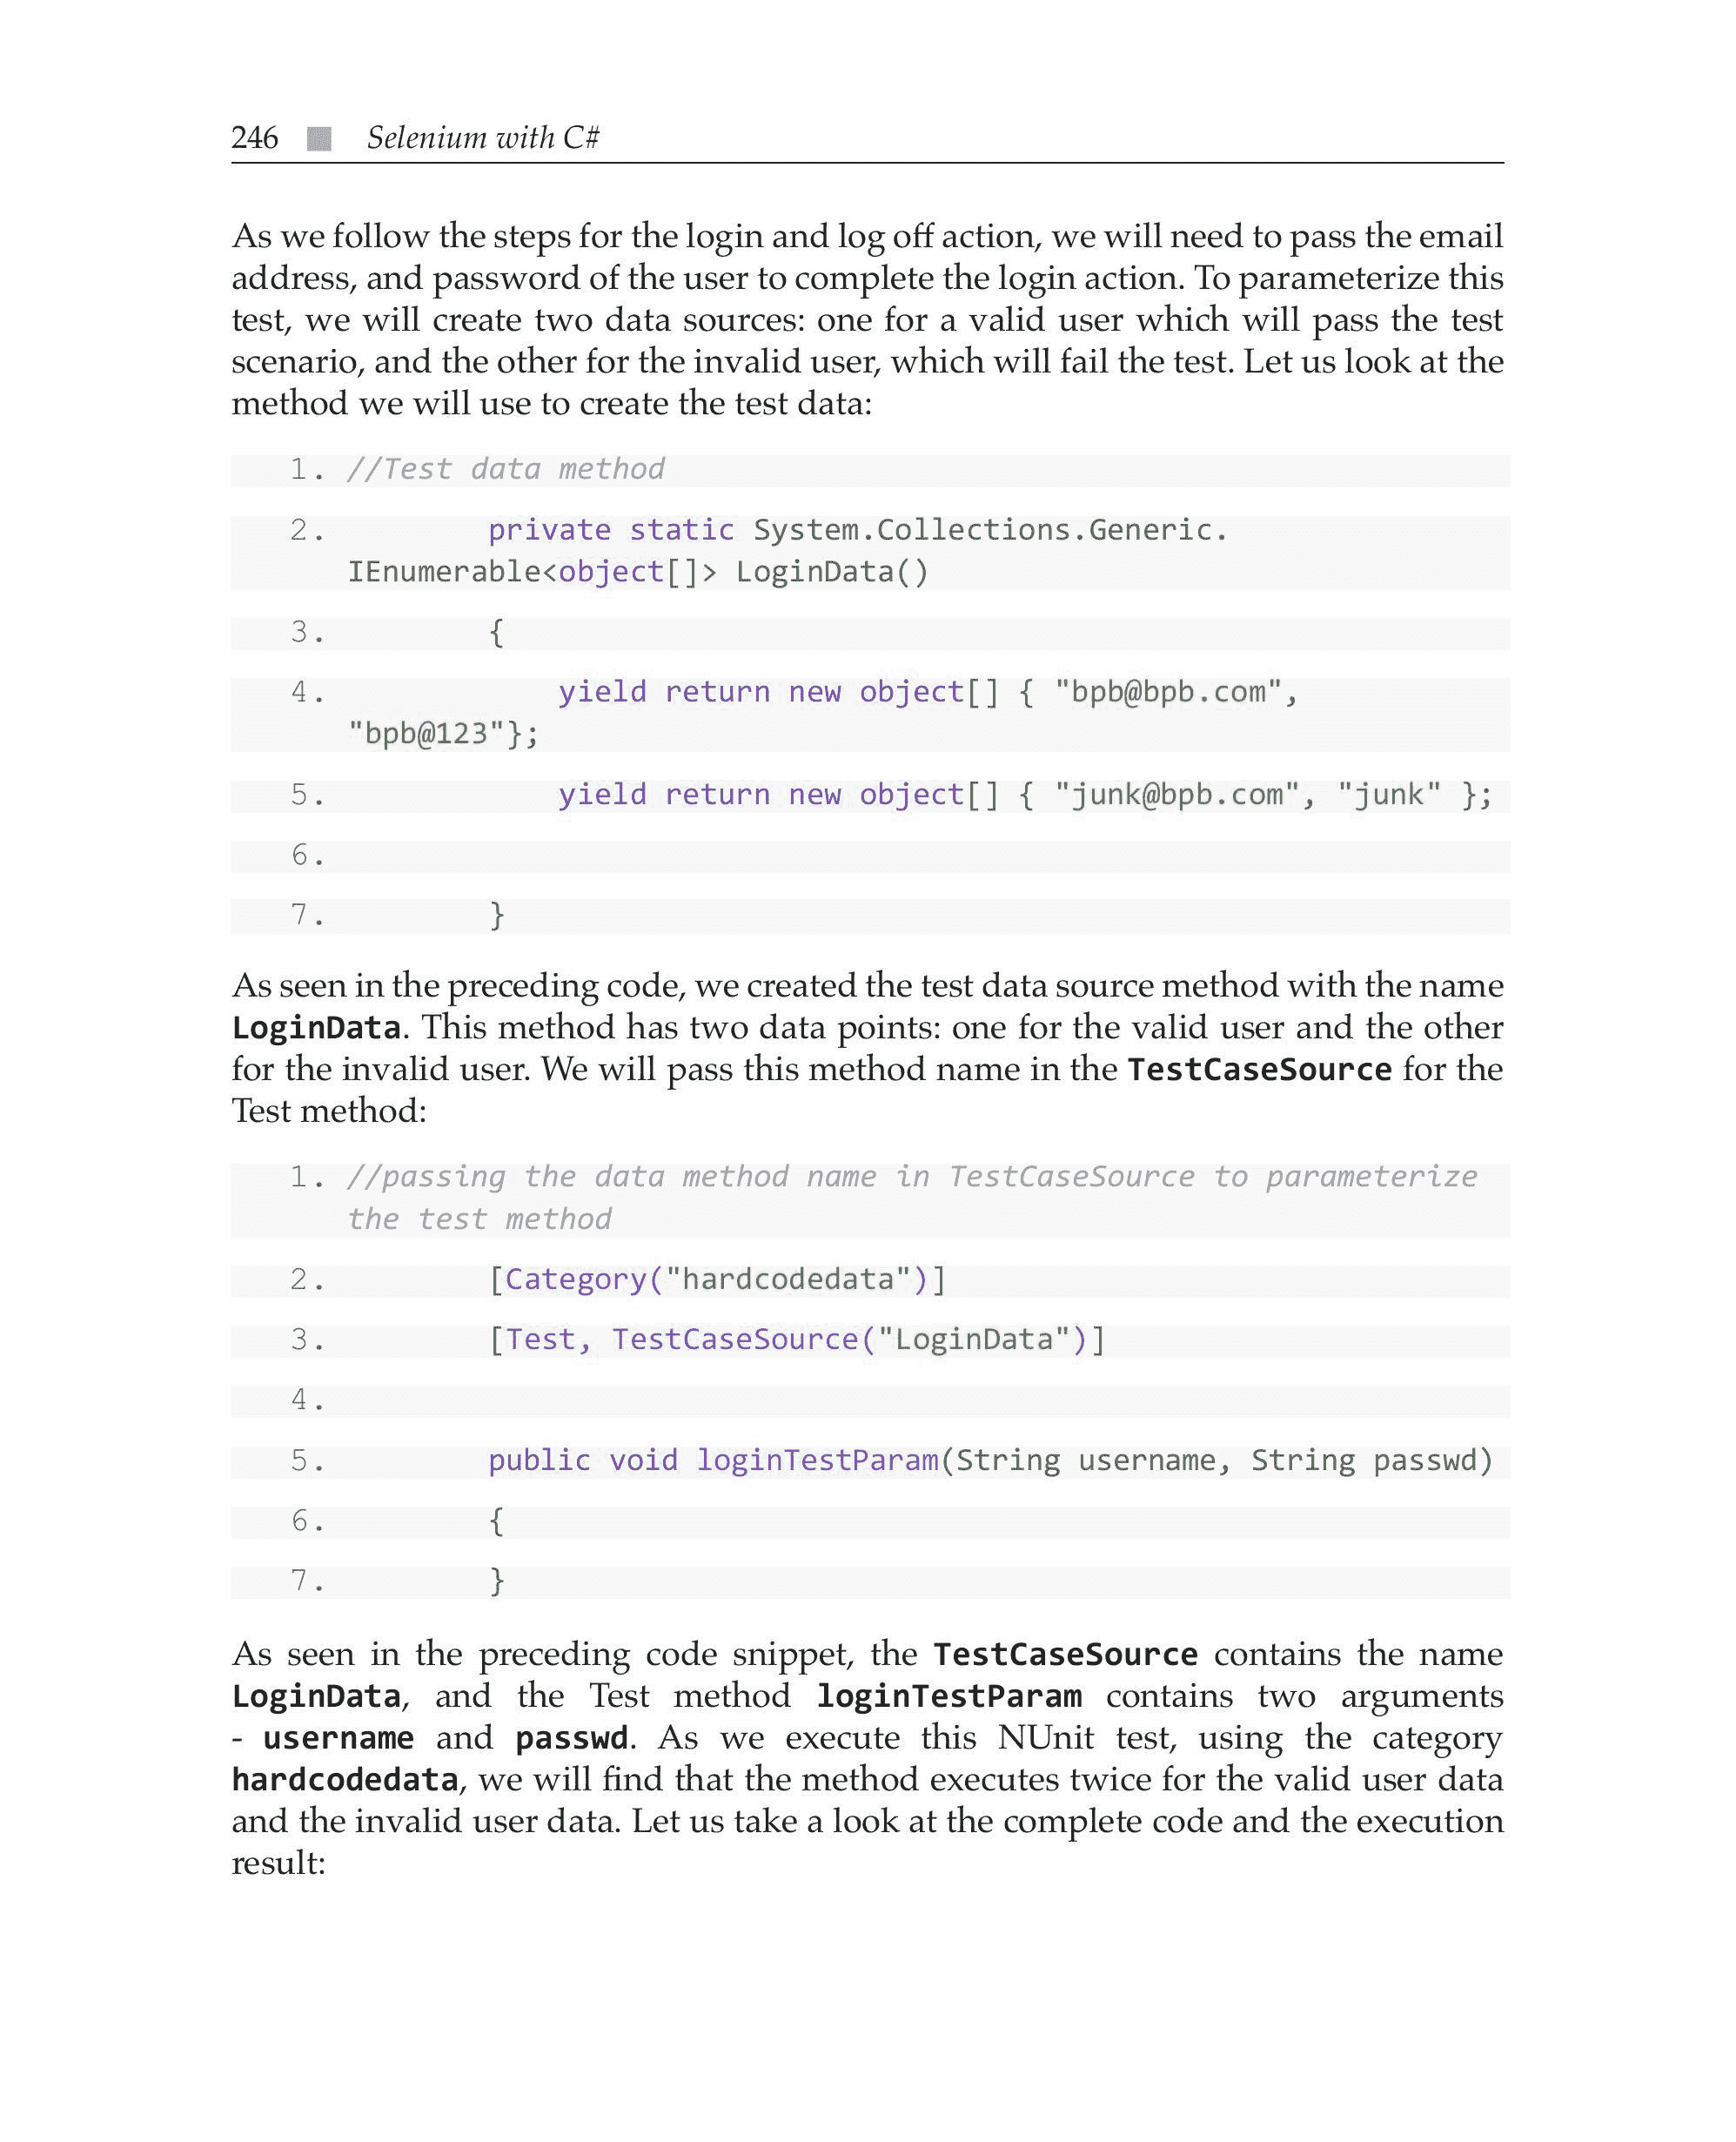 246 Selenium with C#
As we follow the steps for the login and log off action, we will need to pass the email
address, and password of the user to complete the login action. To parameterize this
test, we will create two data sources: one for a valid user which will pass the test
scenario, and the other for the invalid user, which will fail the test. Let us look at the
method we will use to create the test data:
1. //Test data method
2. private static System.Collections.Generic.
IEnumerable<object[]> LoginData()
3. {
4. yield return new object[] { "bpb@bpb.com",
"bpb@123"};
5. yield return new object[] { "junk@bpb.com", "junk" };
6.
7. }
As seen in the preceding code, we created the test data source method with the name
LoginData. This method has two data points: one for the valid user and the other
for the invalid user. We will pass this method name in the TestCaseSource for the
Test method:
1. //passing the data method name in TestCaseSource to parameterize
the test method
2. [Category("hardcodedata")]
3. [Test, TestCaseSource("LoginData")]
4.
5. public void loginTestParam(String username, String passwd)
6. {
7. }
As seen in the preceding code snippet, the TestCaseSource contains the name
LoginData, and the Test method loginTestParam contains two arguments
- username and passwd. As we execute this NUnit test, using the category
hardcodedata, we will find that the method executes twice for the valid user data
and the invalid user data. Let us take a look at the complete code and the execution
result: